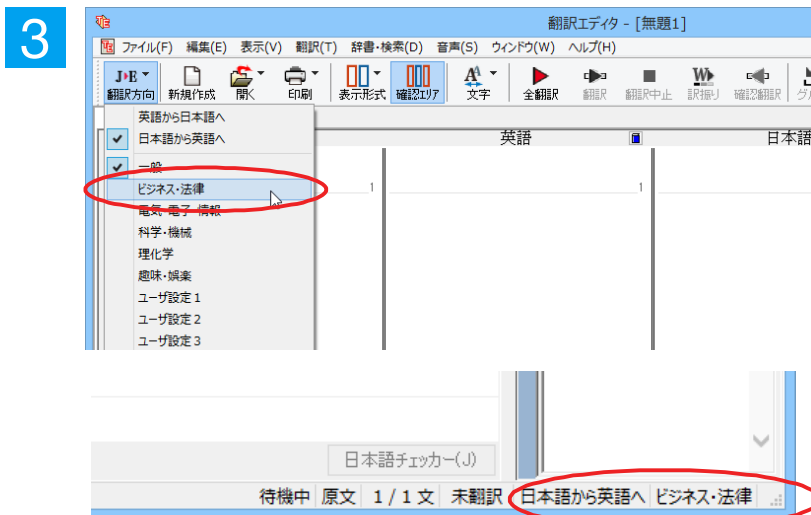 3
翻訳エディタ - [無題1]
ファイル(F) 編集(E) 表示(V) 翻訳(T) 辞書・検索(D) 音声(S) ウィンドウ(W) ヘルプ(H)
J▸E
翻訳方向 新規作成 開く 印刷 表示形式 確認エリア 文字 全翻訳 翻訳 翻訳中止 訳振り 確認翻訳
英語から日本語へ
日本語から英語へ
英語 日本語
一般
ビジネス・法律 1 1
電気・電子・情報
科学・機械
理化学
趣味・娯楽
ユーザ設定1
ユーザ設定2
ユーザ設定3
日本語チェッカー(J)
待機中 原文 1 / 1 文 未翻訳 日本語から英語へ ビジネス・法律